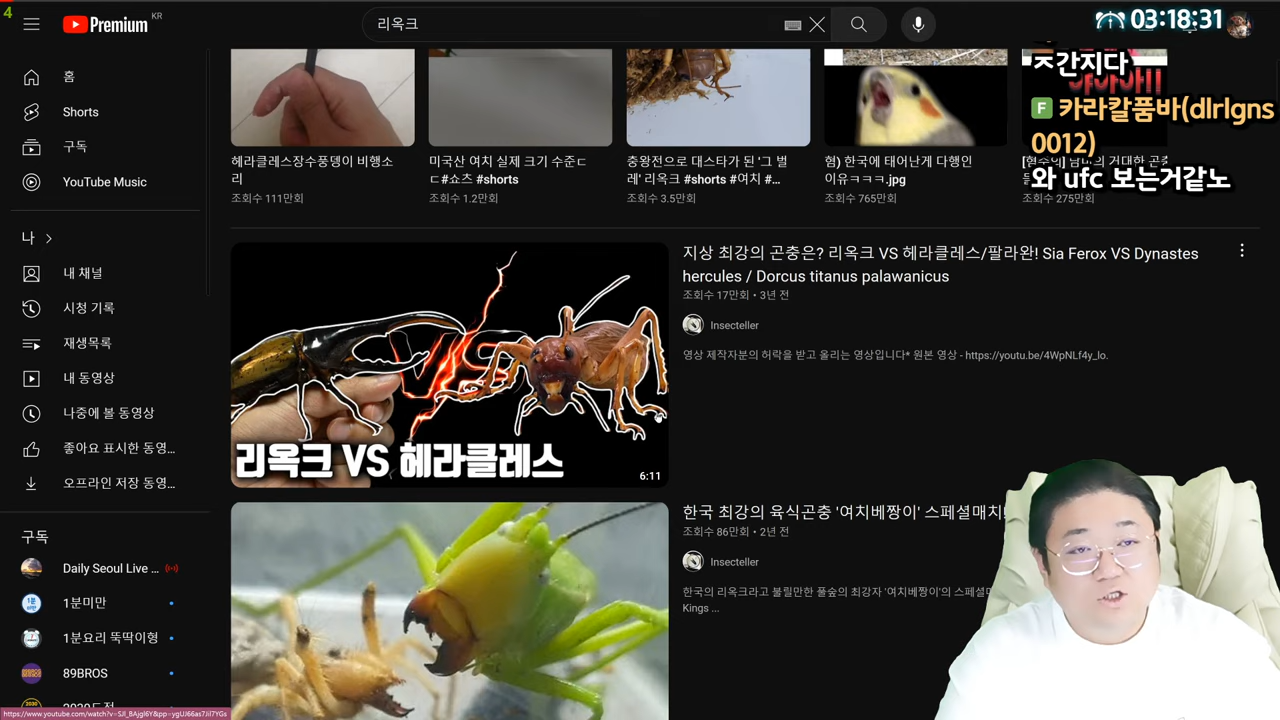 4
Premium KR
리옥크
03:18:31
홈
Shorts
구독
YouTube Music
나
내 채널
시청 기록
재생목록
내 동영상
나중에 볼 동영상
좋아요 표시한 동영...
오프라인 저장 동영...
구독
Daily Seoul Live ...
1분미만
1분요리 뚝딱이형
89BROS
https://www.youtube.com/watch?v=SJl_BAjgl6Y&pp=ygUJ66as7Jil7YGs
헤라클레스장수풍뎅이 비행소
리
조회수 111만회
미국산 여치 실제 크기 수준ㄷ
ㄷ#쇼츠 #shorts
조회수 1.2만회
충왕전으로 대스타가 된 '그 벌
레' 리옥크 #shorts #여치 #...
조회수 3.5만회
혐) 한국에 태어난게 다행인
이유ㅋㅋㅋ.jpg
조회수 765만회
조회수 275만회
ㅈ간지다
F 카라칼품바(dlrlgns
0012)
와 ufc 보는거같노
리옥크 VS 헤라클레스
6:11
지상 최강의 곤충은? 리옥크 VS 헤라클레스/팔라완! Sia Ferox VS Dynastes
hercules / Dorcus titanus palawanicus
조회수 17만회 • 3년 전
Insecteller
영상 제작자분의 허락을 받고 올리는 영상입니다* 원본 영상 - https://youtu.be/4WpNLf4y_lo.
한국 최강의 육식곤충 '여치베짱이' 스페셜매치!
조회수 86만회 • 2년 전
Insecteller
한국의 리옥크라고 불릴만한 풀숲의 최강자 '여치베짱이'의 스페셜
Kings ...